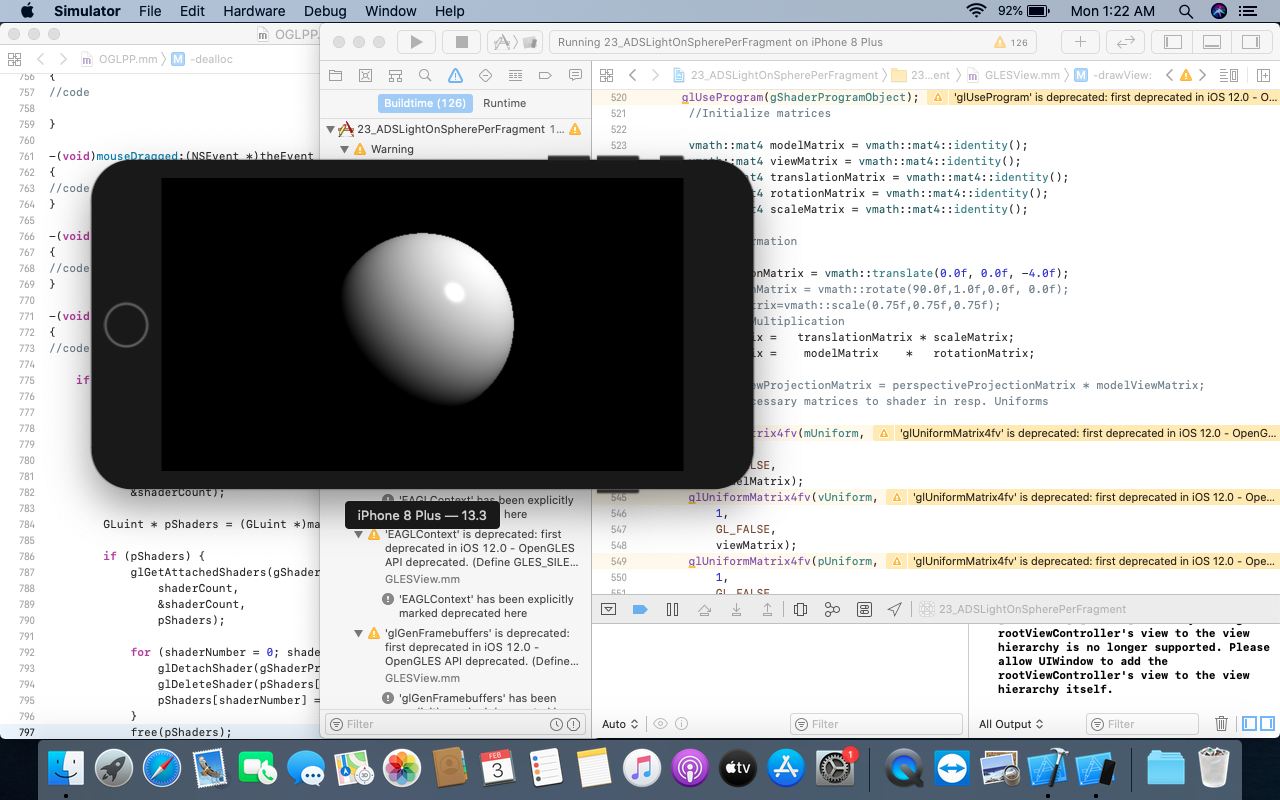 Simulator File Edit Hardware Debug Window Help 92% Mon 1:22 AM
OGLPP.m
OGLPP.mm -dealloc
756 {
757 //code
758
759 }
760
761 -(void)mouseDragged:(NSEvent *)theEvent
762 {
763 //code
764 }
765
766 -(void
767 {
768 //code
769 }
770
771 -(void
772 {
773 //code
774
775 if
776
777
778
779
780
781
782 &shaderCount);
783
784 GLuint * pShaders = (GLuint *)ma
785
786 if (pShaders) {
787 glGetAttachedShaders(gShader
788 shaderCount,
789 &shaderCount,
790 pShaders);
791
792 for (shaderNumber = 0; shade
793 glDetachShader(gShaderPr
794 glDeleteShader(pShaders[
795 pShaders[shaderNumber] =
796 }
797 free(pShaders);
Running 23_ADSLightOnSpherePerFragment on iPhone 8 Plus 126
Buildtime (126) Runtime
23_ADSLightOnSpherePerFragment 1...
Warning
'EAGLContext' has been explicitly
here
'EAGLContext' is deprecated: first
deprecated in iOS 12.0 - OpenGLES
API deprecated. (Define GLES_SILE...
GLESView.mm
'EAGLContext' has been explicitly
marked deprecated here
'glGenFramebuffers' is deprecated:
first deprecated in iOS 12.0 -
OpenGLES API deprecated. (Define...
GLESView.mm
'glGenFramebuffers' has been
Filter
iPhone 8 Plus — 13.3
23_ADSLightOnSpherePerFragment 23...ent GLESView.mm -drawView:
520 glUseProgram(gShaderProgramObject); 'glUseProgram' is deprecated: first deprecated in iOS 12.0 - O...
521 //Initialize matrices
522
523 vmath::mat4 modelMatrix = vmath::mat4::identity();
viewMatrix = vmath::mat4::identity();
4 translationMatrix = vmath::mat4::identity();
4 rotationMatrix = vmath::mat4::identity();
4 scaleMatrix = vmath::mat4::identity();
rmation
onMatrix = vmath::translate(0.0f, 0.0f, -4.0f);
Matrix = vmath::rotate(90.0f,1.0f,0.0f, 0.0f);
trix=vmath::scale(0.75f,0.75f,0.75f);
Multiplication
ix = translationMatrix * scaleMatrix;
ix = modelMatrix * rotationMatrix;
ewProjectionMatrix = perspectiveProjectionMatrix * modelViewMatrix;
cessary matrices to shader in resp. Uniforms
trix4fv(mUniform, 'glUniformMatrix4fv' is deprecated: first deprecated in iOS 12.0 - OpenG...
LSE,
elMatrix);
545 glUniformMatrix4fv(vUniform, 'glUniformMatrix4fv' is deprecated: first deprecated in iOS 12.0 - Ope...
546 1,
547 GL_FALSE,
548 viewMatrix);
549 glUniformMatrix4fv(pUniform, 'glUniformMatrix4fv' is deprecated: first deprecated in iOS 12.0 - Ope...
550 1,
551 GL_FALSE
23_ADSLightOnSpherePerFragment
rootViewController's view to the view
hierarchy is no longer supported. Please
allow UIWindow to add the
rootViewController's view to the view
hierarchy itself.
Auto Filter All Output Filter
FEB
3
3D
tv
1